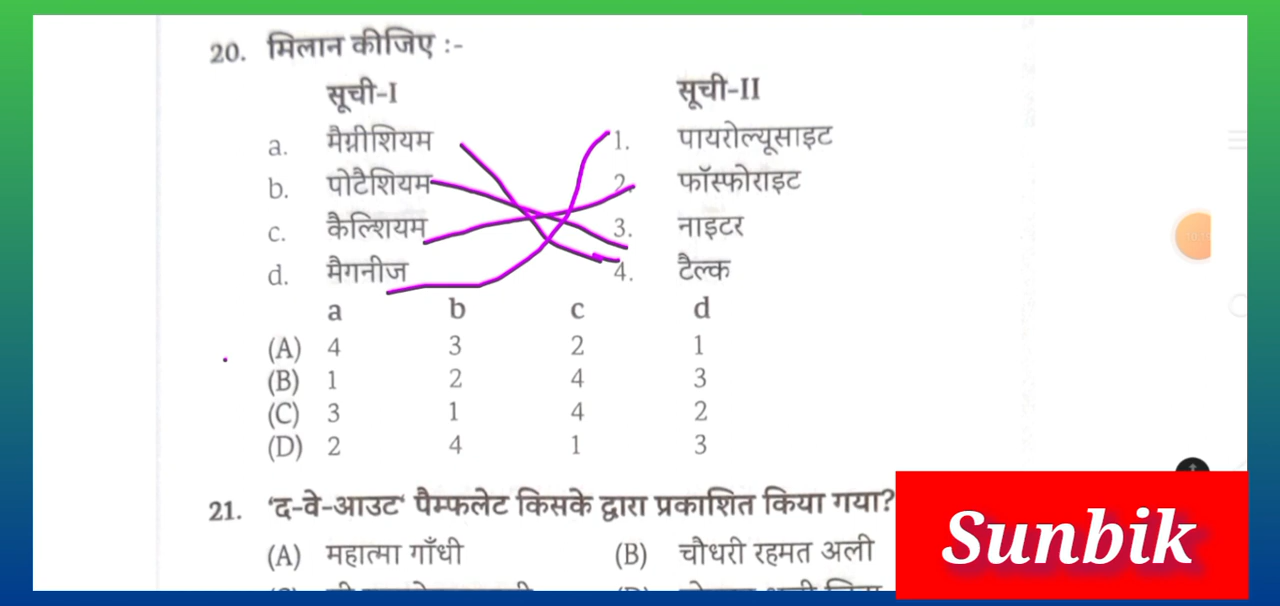 20. मिलान कीजिए :-
सूची-I सूची-II
a. मैग्नीशियम 1. पायरोल्यूसाइट
b. पोटैशियम 2. फॉस्फोराइट
c. कैल्शियम 3. नाइटर
d. मैगनीज 4. टैल्क
a b c d
(A) 4 3 2 1
(B) 1 2 4 3
(C) 3 1 4 2
(D) 2 4 1 3
21. 'द-वे-आउट' पैम्फलेट किसके द्वारा प्रकाशित किया गया?
(A) महात्मा गाँधी (B) चौधरी रहमत अली
Sunbik